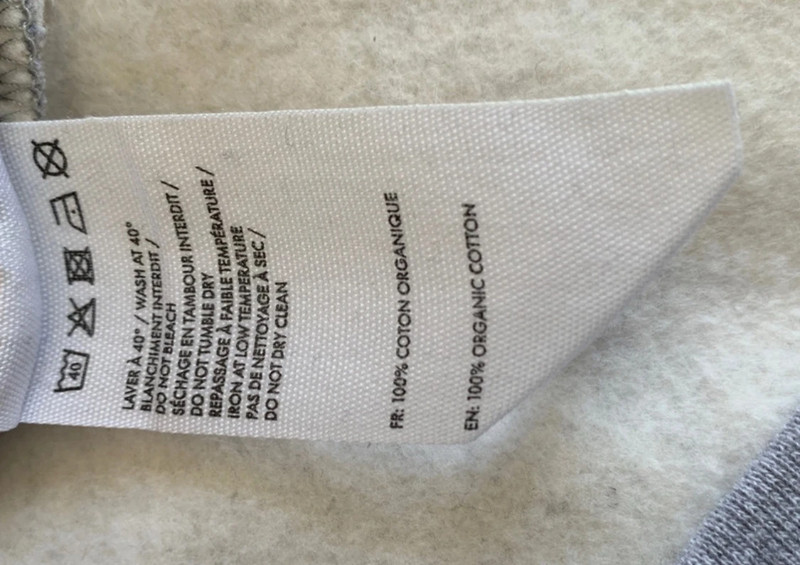 40
LAVER À 40° / WASH AT 40°
BLANCHIMENT INTERDIT /
DO NOT BLEACH
SÉCHAGE EN TAMBOUR INTERDIT /
DO NOT TUMBLE DRY
REPASSAGE À FAIBLE TEMPÉRATURE /
IRON AT LOW TEMPERATURE
PAS DE NETTOYAGE À SEC /
DO NOT DRY CLEAN
FR: 100% COTON ORGANIQUE
EN: 100% ORGANIC COTTON